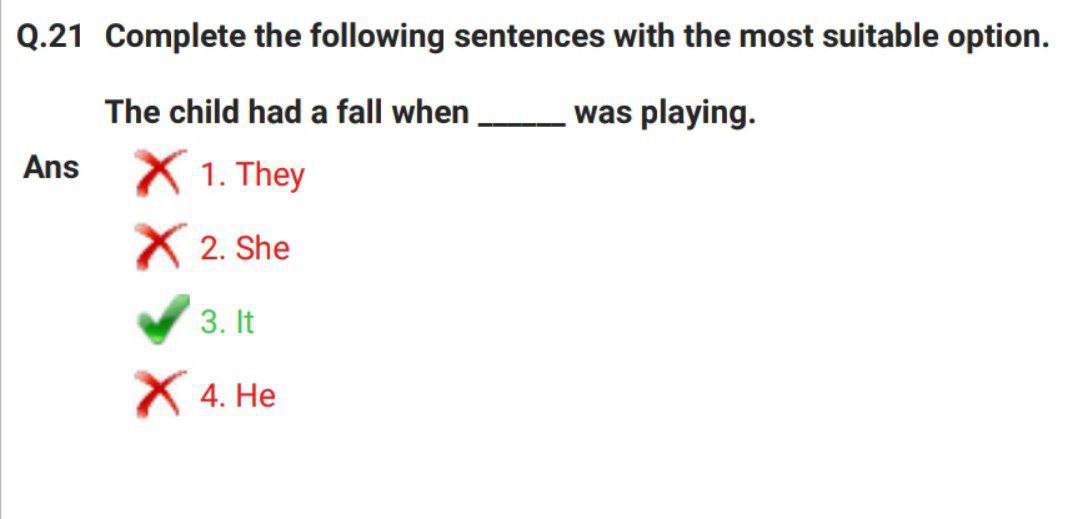 Q.21 Complete the following sentences with the most suitable option.
The child had a fall when ______ was playing.
Ans
1. They
2. She
3. It
4. He